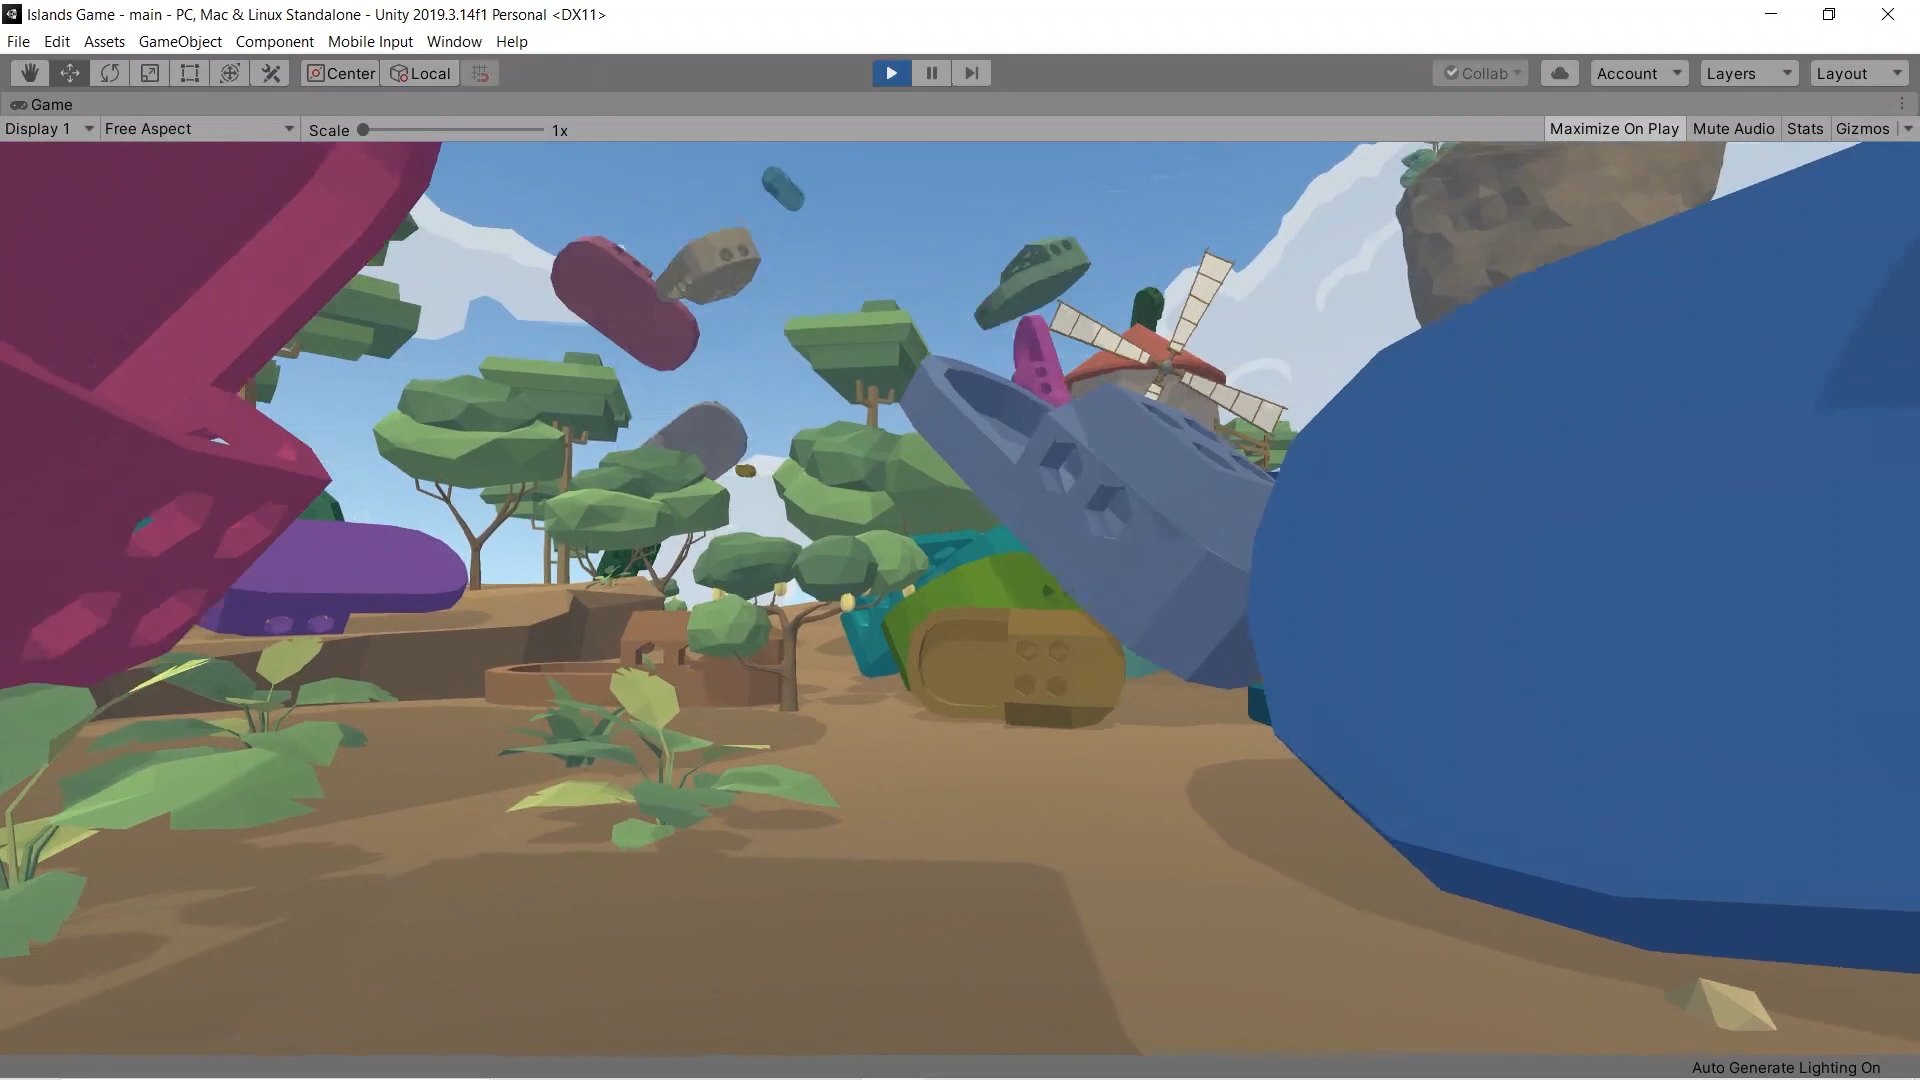 Islands Game - main - PC, Mac & Linux Standalone - Unity 2019.3.14f1 Personal <DX11>
File Edit Assets GameObject Component Mobile Input Window Help
Center Local Collab Account Layers Layout
Game
Display 1 Free Aspect Scale 1x Maximize On Play Mute Audio Stats Gizmos
Auto Generate Lighting On